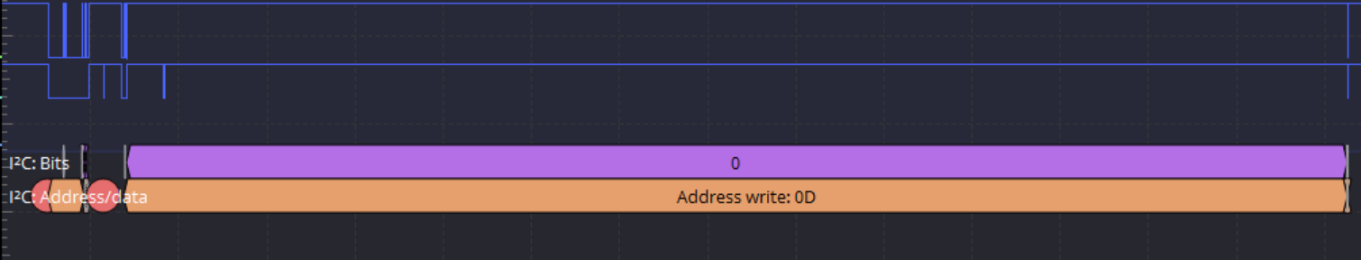 I²C: Bits 0
I²C: Address/data Address write: 0D